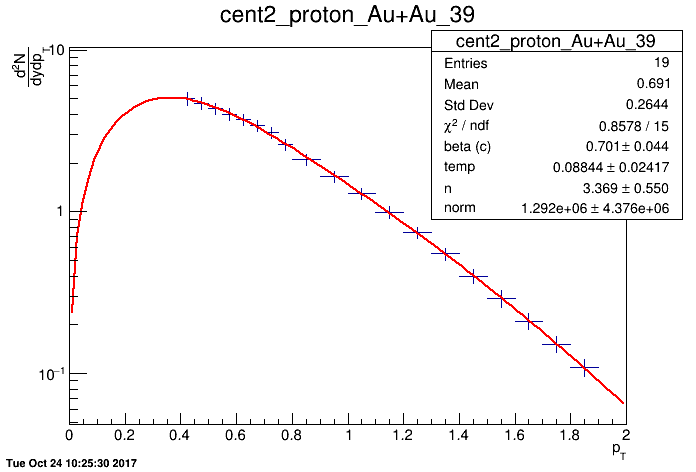 cent2_proton_Au+Au_39
d²N
dydp_T
cent2_proton_Au+Au_39
Entries 19
Mean 0.691
Std Dev 0.2644
χ² / ndf 0.8578 / 15
beta (c) 0.701 ± 0.044
temp 0.08844 ± 0.02417
n 3.369 ± 0.550
norm 1.292e+06 ± 4.376e+06
10
1
10⁻¹
0 0.2 0.4 0.6 0.8 1 1.2 1.4 1.6 1.8 2
p_T
Tue Oct 24 10:25:30 2017